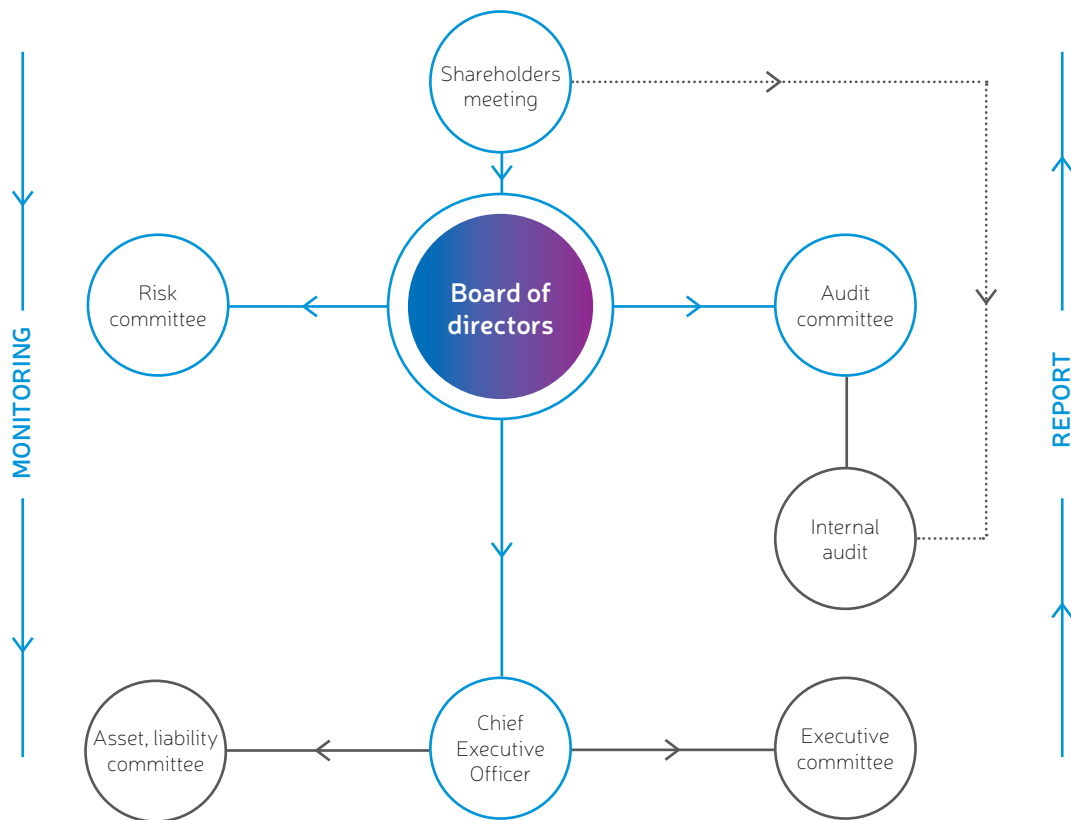 Shareholders
meeting
Risk
committee
Board of
directors
Audit
committee
MONITORING
REPORT
Internal
audit
Asset, liability
committee
Chief
Executive
Officer
Executive
committee